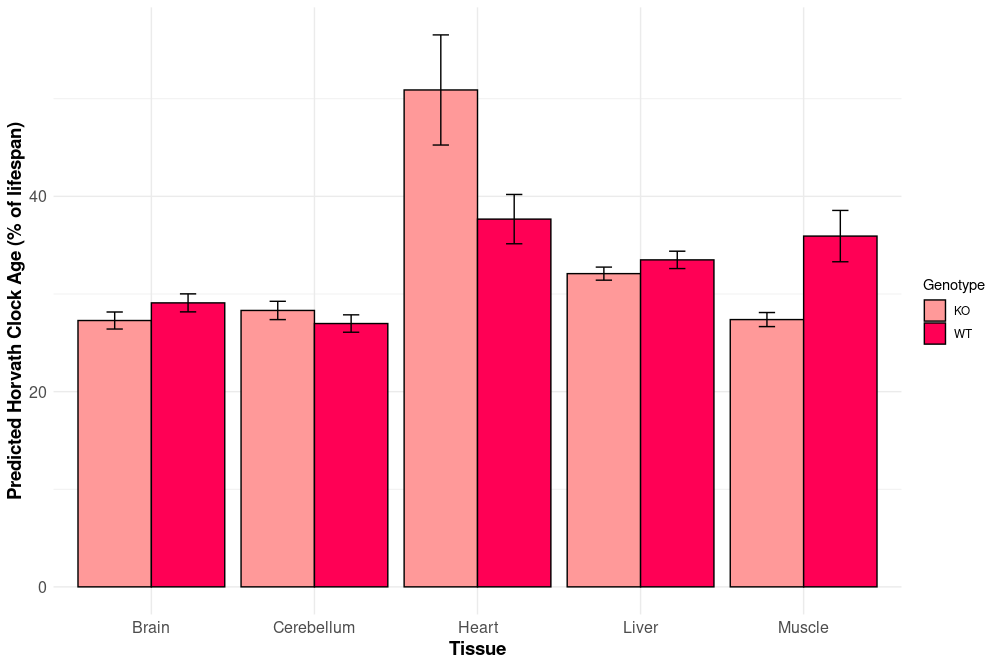 Predicted Horvath Clock Age (% of lifespan)
40
20
0
Brain Cerebellum Heart Liver Muscle
Tissue
Genotype
KO
WT